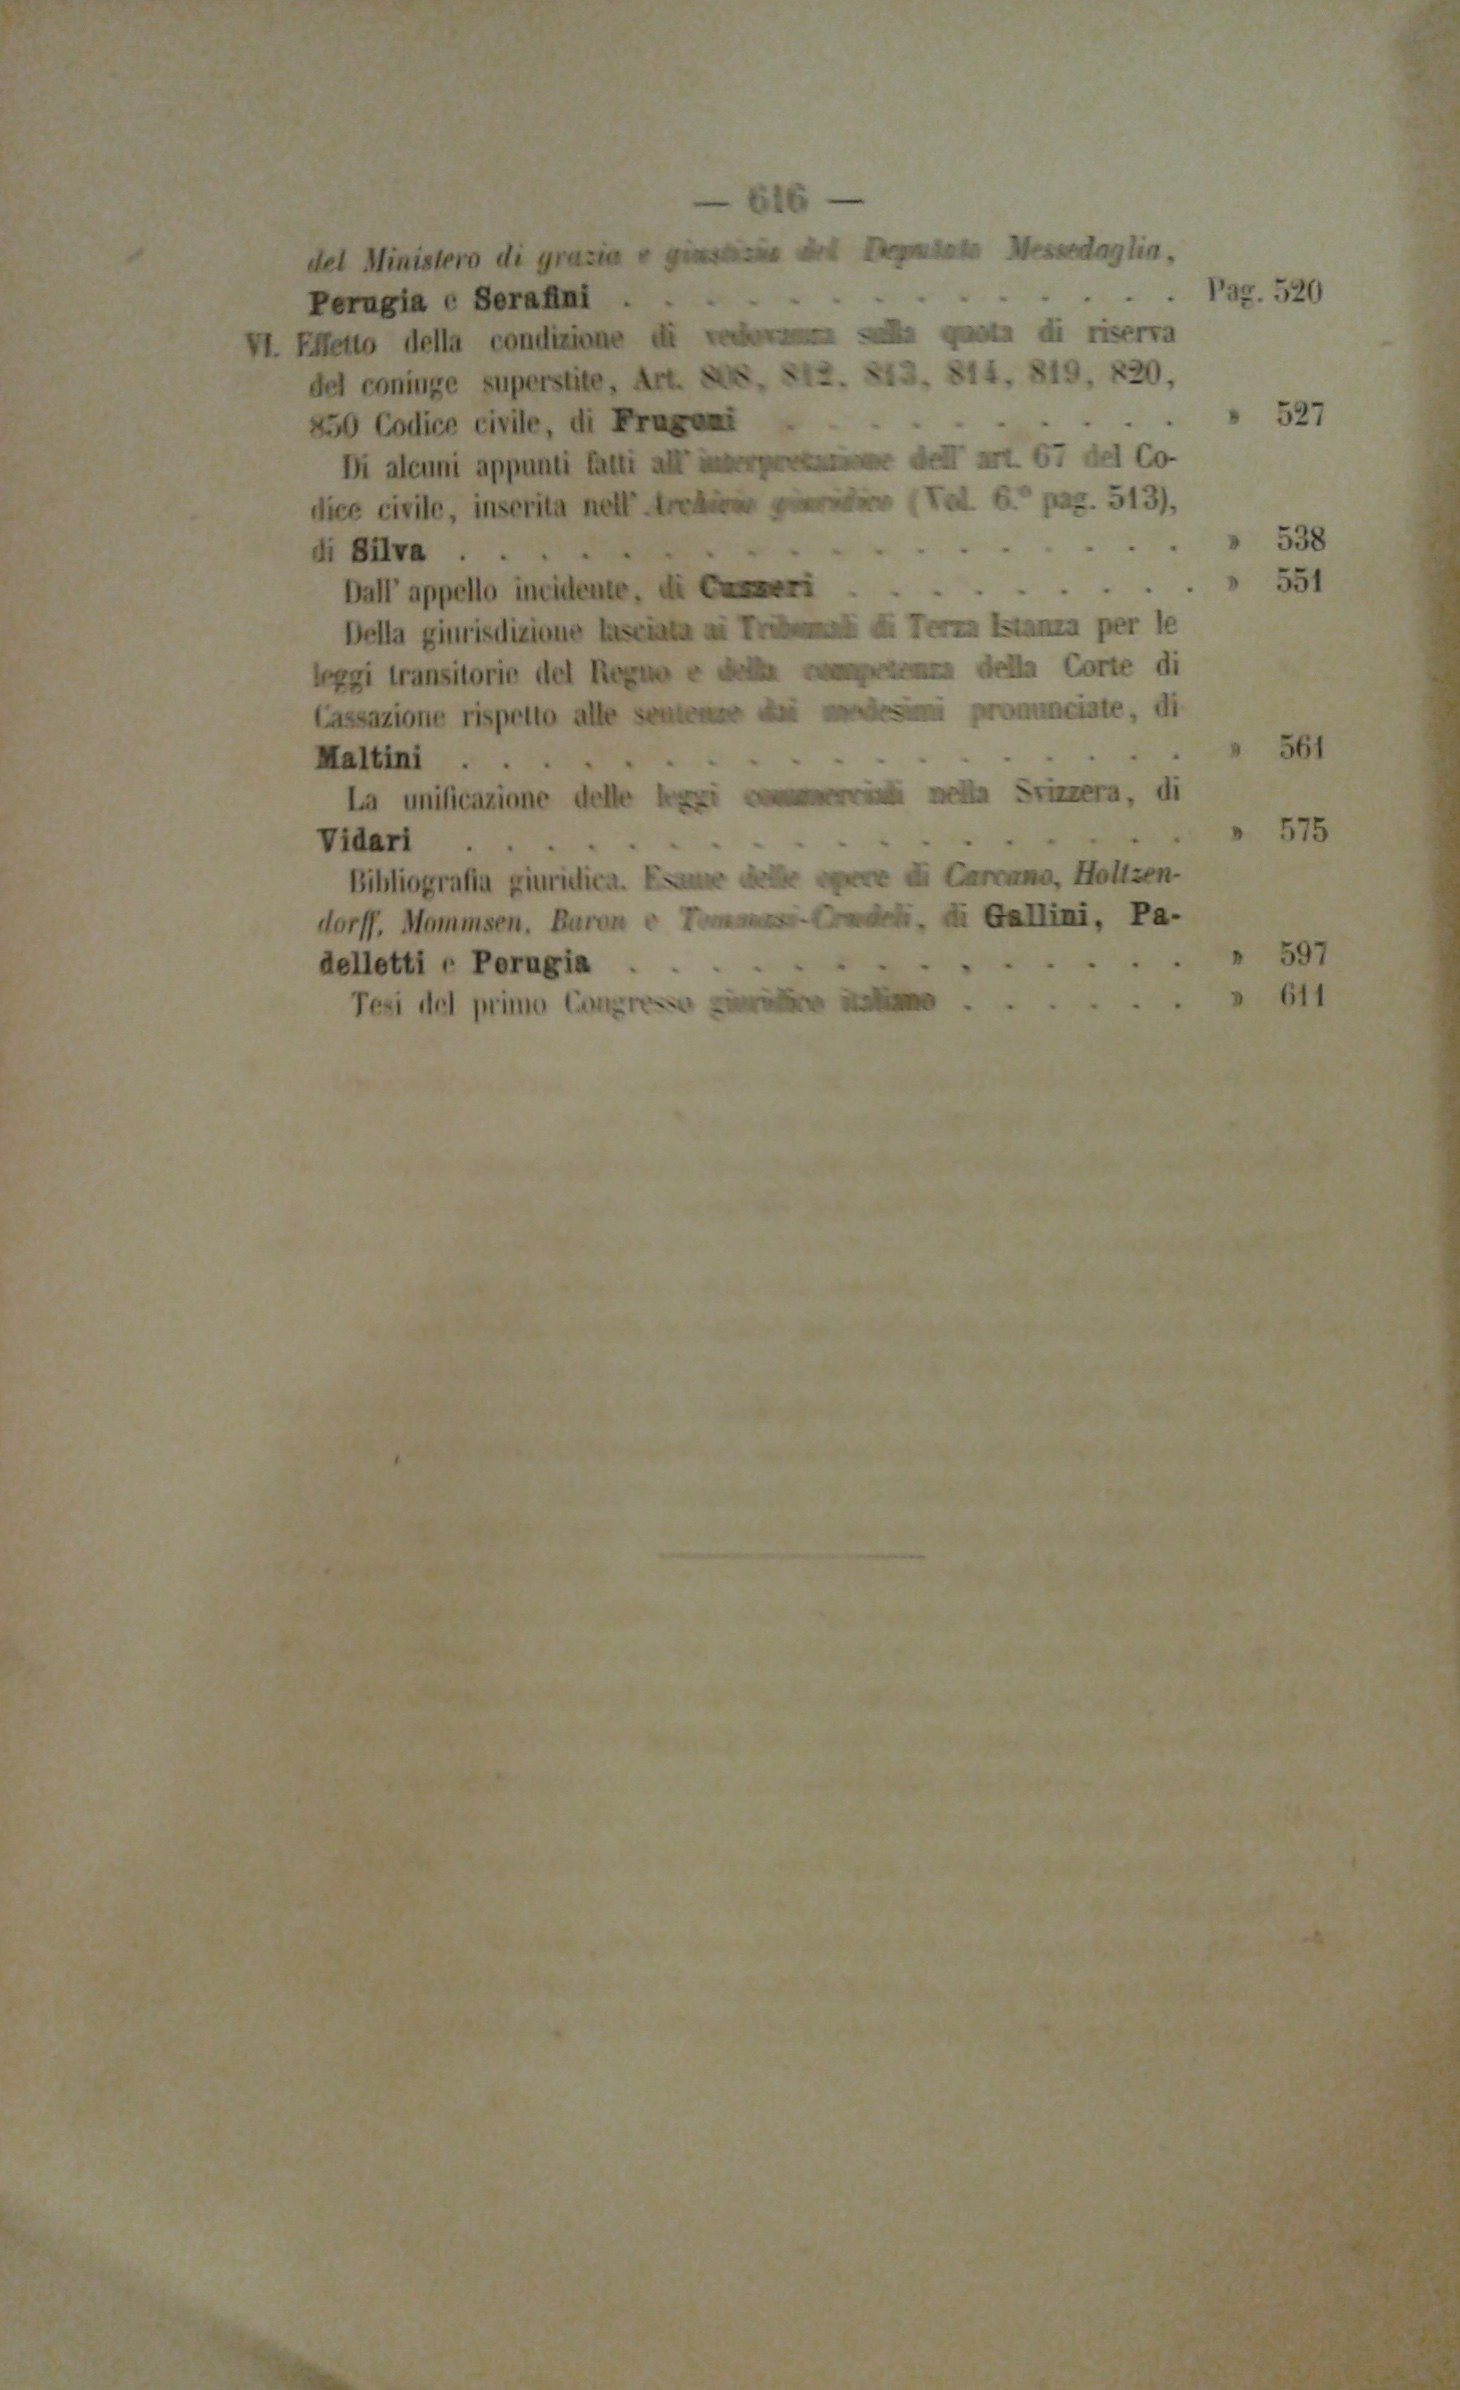 — 616 —
del Ministero di grazia e giustizia del Deputato Messedaglia,
Perugia e Serafini . . . . . . . . . . . . . . Pag. 520
VI. Effetto della condizione di vedovanza sulla quota di riserva
del coniuge superstite, Art. 808, 812, 813, 814, 819, 820,
850 Codice civile, di Frugoni . . . . . . . . . . » 527
Di alcuni appunti fatti all' interpretazione dell' art. 67 del Co-
dice civile, inserita nell' Archivio giuridico (Vol. 6.° pag. 513),
di Silva . . . . . . . . . . . . . . . . . . » 538
Dall' appello incidente, di . . . . . . . . . » 551
Della giurisdizione lasciata ai Tribunali di Terza Istanza per le
leggi transitorie del Regno e della competenza della Corte di
Cassazione rispetto alle sentenze dai medesimi pronunciate, di
Maltini . . . . . . . . . . . . . . . . . . » 561
La unificazione delle leggi commerciali nella Svizzera, di
Vidari . . . . . . . . . . . . . . . . . . » 575
Bibliografia giuridica. Esame delle opere di Carcano, Holtzen-
dorff, Mommsen, Baron e Tommasi-Crudeli, di Gallini, Pa-
delletti e Perugia . . . . . . . . . . . . . . » 597
Tesi del primo Congresso giuridico italiano . . . . . . » 611